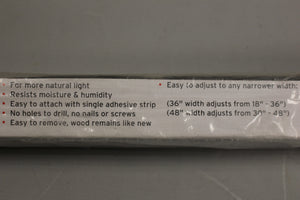 • For more natural light
• Resists moisture & humidity
• Easy to attach with single adhesive strip
• No holes to drill, no nails or screws
• Easy to remove, wood remains like new
• Easy to adjust to any narrower width:
(36" width adjusts from 18" - 36")
(48" width adjusts from 30" - 48")